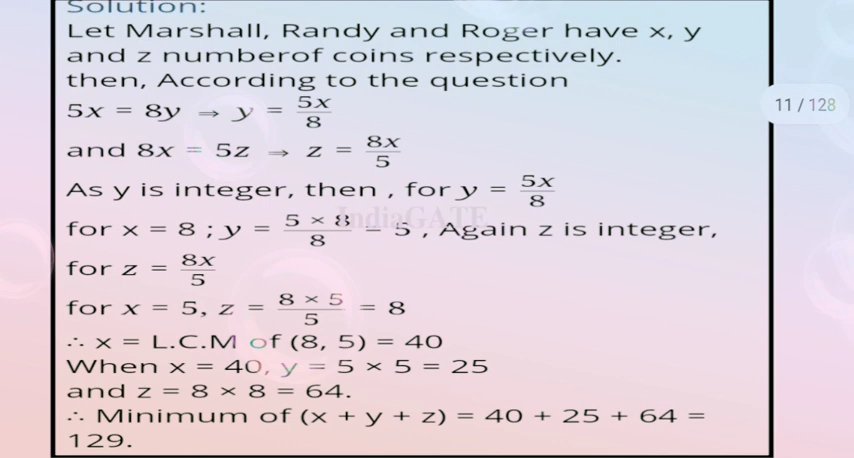 Solution:
Let Marshall, Randy and Roger have x, y
and z numberof coins respectively.
then, According to the question
5x = 8y ⇒ y = 5x/8
11 / 128
and 8x = 5z ⇒ z = 8x/5
As y is integer, then , for y = 5x/8
IndiaGATE
for x = 8 ; y = 5 × 8/8 = 5 , Again z is integer,
for z = 8x/5
for x = 5, z = 8 × 5/5 = 8
∴ x = L.C.M of (8, 5) = 40
When x = 40, y = 5 × 5 = 25
and z = 8 × 8 = 64.
∴ Minimum of (x + y + z) = 40 + 25 + 64 =
129.